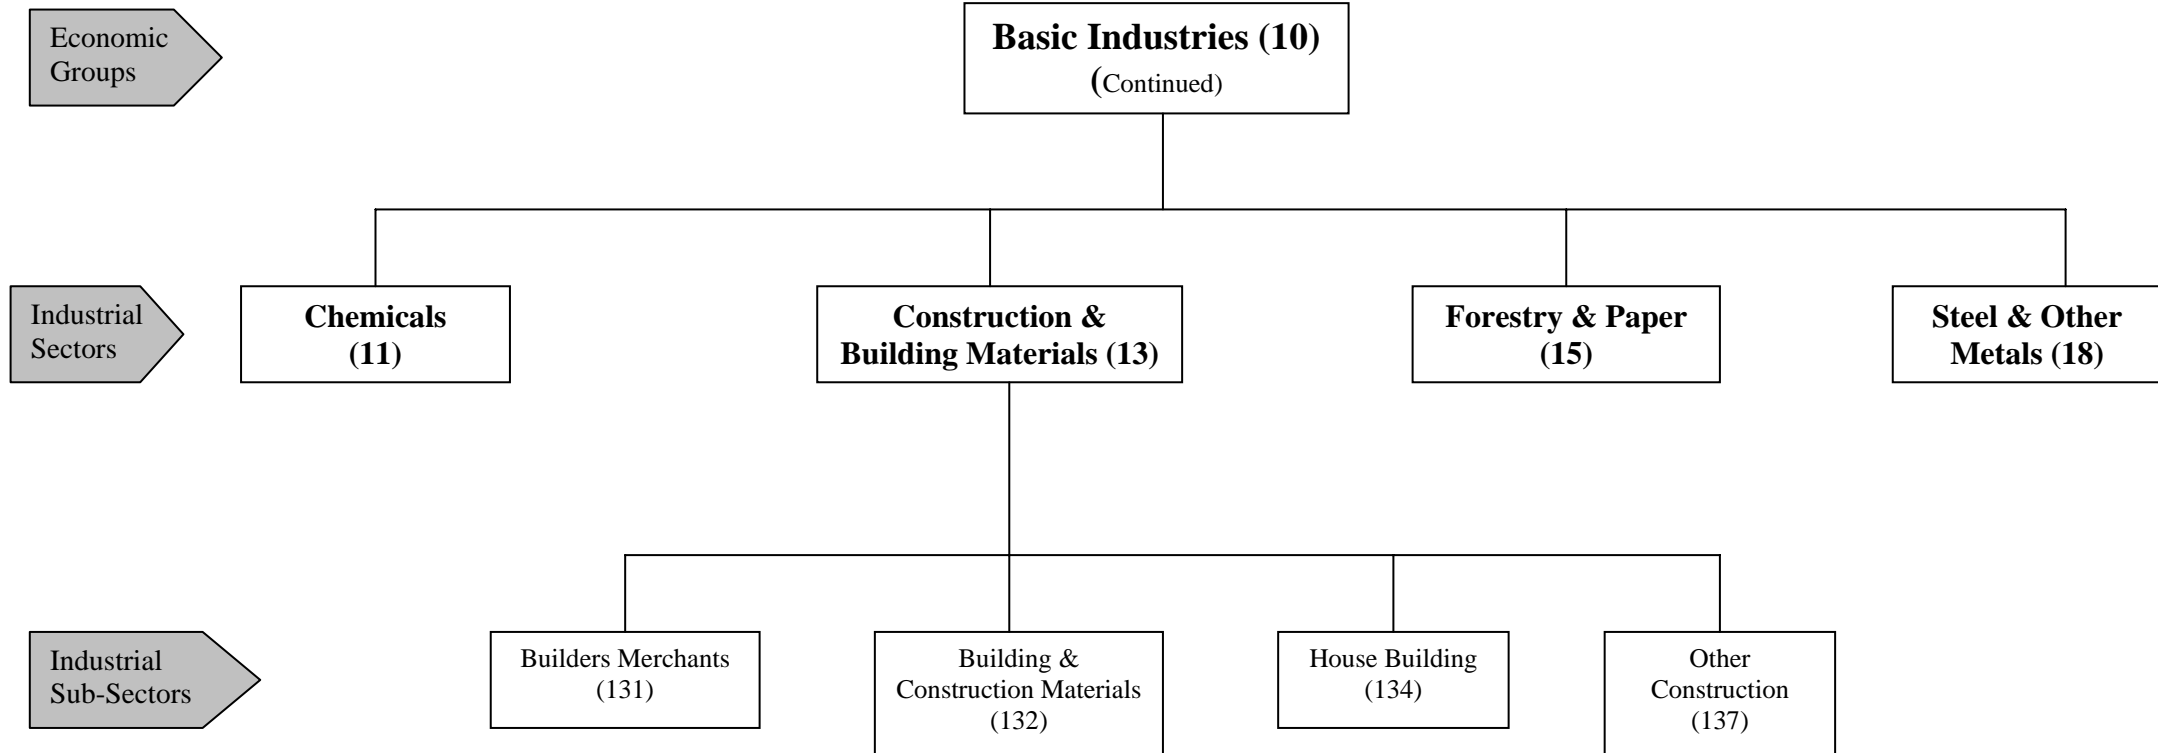 Economic
Groups
Basic Industries (10)
(Continued)
Industrial
Sectors
Chemicals
(11)
Construction &
Building Materials (13)
Forestry & Paper
(15)
Steel & Other
Metals (18)
Industrial
Sub-Sectors
Builders Merchants
(131)
Building &
Construction Materials
(132)
House Building
(134)
Other
Construction
(137)